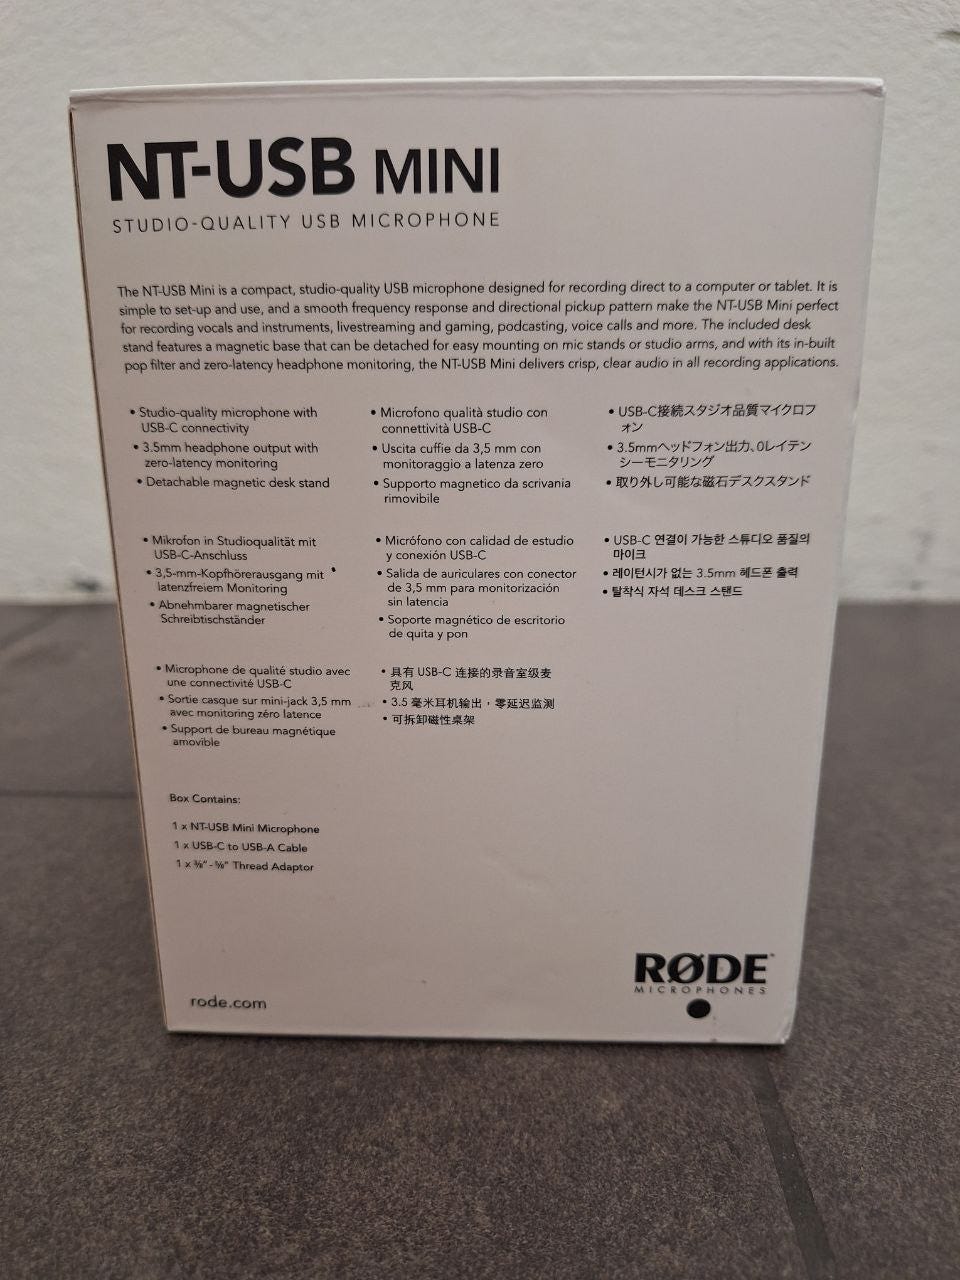 NT-USB MINI
STUDIO-QUALITY USB MICROPHONE
The NT-USB Mini is a compact, studio-quality USB microphone designed for recording direct to a computer or tablet. It is
simple to set-up and use, and a smooth frequency response and directional pickup pattern make the NT-USB Mini perfect
for recording vocals and instruments, livestreaming and gaming, podcasting, voice calls and more. The included desk
stand features a magnetic base that can be detached for easy mounting on mic stands or studio arms, and with its in-built
pop filter and zero-latency headphone monitoring, the NT-USB Mini delivers crisp, clear audio in all recording applications.
• Studio-quality microphone with
USB-C connectivity
• 3.5mm headphone output with
zero-latency monitoring
• Detachable magnetic desk stand
• Microfono qualità studio con
connettività USB-C
• Uscita cuffie da 3,5 mm con
monitoraggio a latenza zero
• Supporto magnetico da scrivania
rimovibile
• USB-C接続スタジオ品質マイクロフ
ォン
• 3.5mmヘッドフォン出力、0レイテン
シーモニタリング
• 取り外し可能な磁石デスクスタンド
• Mikrofon in Studioqualität mit
USB-C-Anschluss
• 3,5-mm-Kopfhörerausgang mit
latenzfreiem Monitoring
• Abnehmbarer magnetischer
Schreibtischständer
• Micrófono con calidad de estudio
y conexión USB-C
• Salida de auriculares con conector
de 3,5 mm para monitorización
sin latencia
• Soporte magnético de escritorio
de quita y pon
• USB-C 연결이 가능한 스튜디오 품질의
마이크
• 레이턴시가 없는 3.5mm 헤드폰 출력
• 탈착식 자석 데스크 스탠드
• Microphone de qualité studio avec
une connectivité USB-C
• Sortie casque sur mini-jack 3,5 mm
avec monitoring zéro latence
• Support de bureau magnétique
amovible
• 具有 USB-C 连接的录音室级麦
克风
• 3.5 毫米耳机输出，零延迟监测
• 可拆卸磁性桌架
Box Contains:
1 x NT-USB Mini Microphone
1 x USB-C to USB-A Cable
1 x ⅜" - ⅝" Thread Adaptor
RØDE
MICROPHONES
rode.com